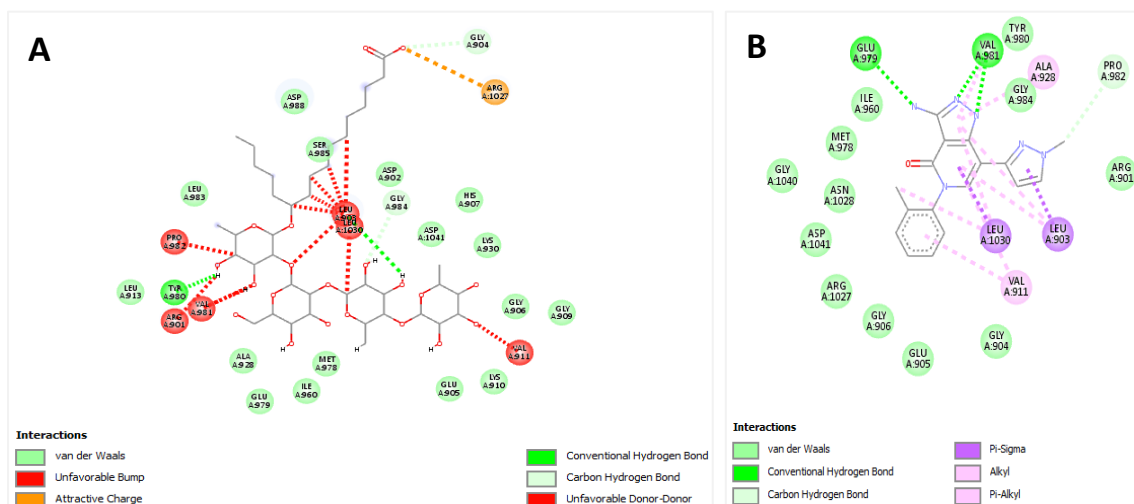 A
GLY
A:904
ARG
A:1027
ASP
A:988
SER
A:985
ASP
A:902
LEU
A:983
GLY
A:984
HIS
A:907
LEU
A:903
LEU
A:1030
ASP
A:1041
LYS
A:930
PRO
A:982
H
H
H
LEU
A:913
TYR
A:980
VAL
A:981
ARG
A:901
H
GLY
A:906
GLY
A:909
H
H
H
VAL
A:911
ALA
A:928
MET
A:978
GLU
A:979
ILE
A:960
GLU
A:905
LYS
A:910
Interactions
van der Waals
Unfavorable Bump
Attractive Charge
Conventional Hydrogen Bond
Carbon Hydrogen Bond
Unfavorable Donor-Donor
B
TYR
A:980
GLU
A:979
VAL
A:981
ALA
A:928
PRO
A:982
ILE
A:960
GLY
A:984
N
N
N
MET
A:978
N
N
O
GLY
A:1040
ASN
A:1028
N
ARG
A:901
ASP
A:1041
LEU
A:1030
LEU
A:903
ARG
A:1027
VAL
A:911
GLY
A:906
GLU
A:905
GLY
A:904
Interactions
van der Waals
Conventional Hydrogen Bond
Carbon Hydrogen Bond
Pi-Sigma
Alkyl
Pi-Alkyl